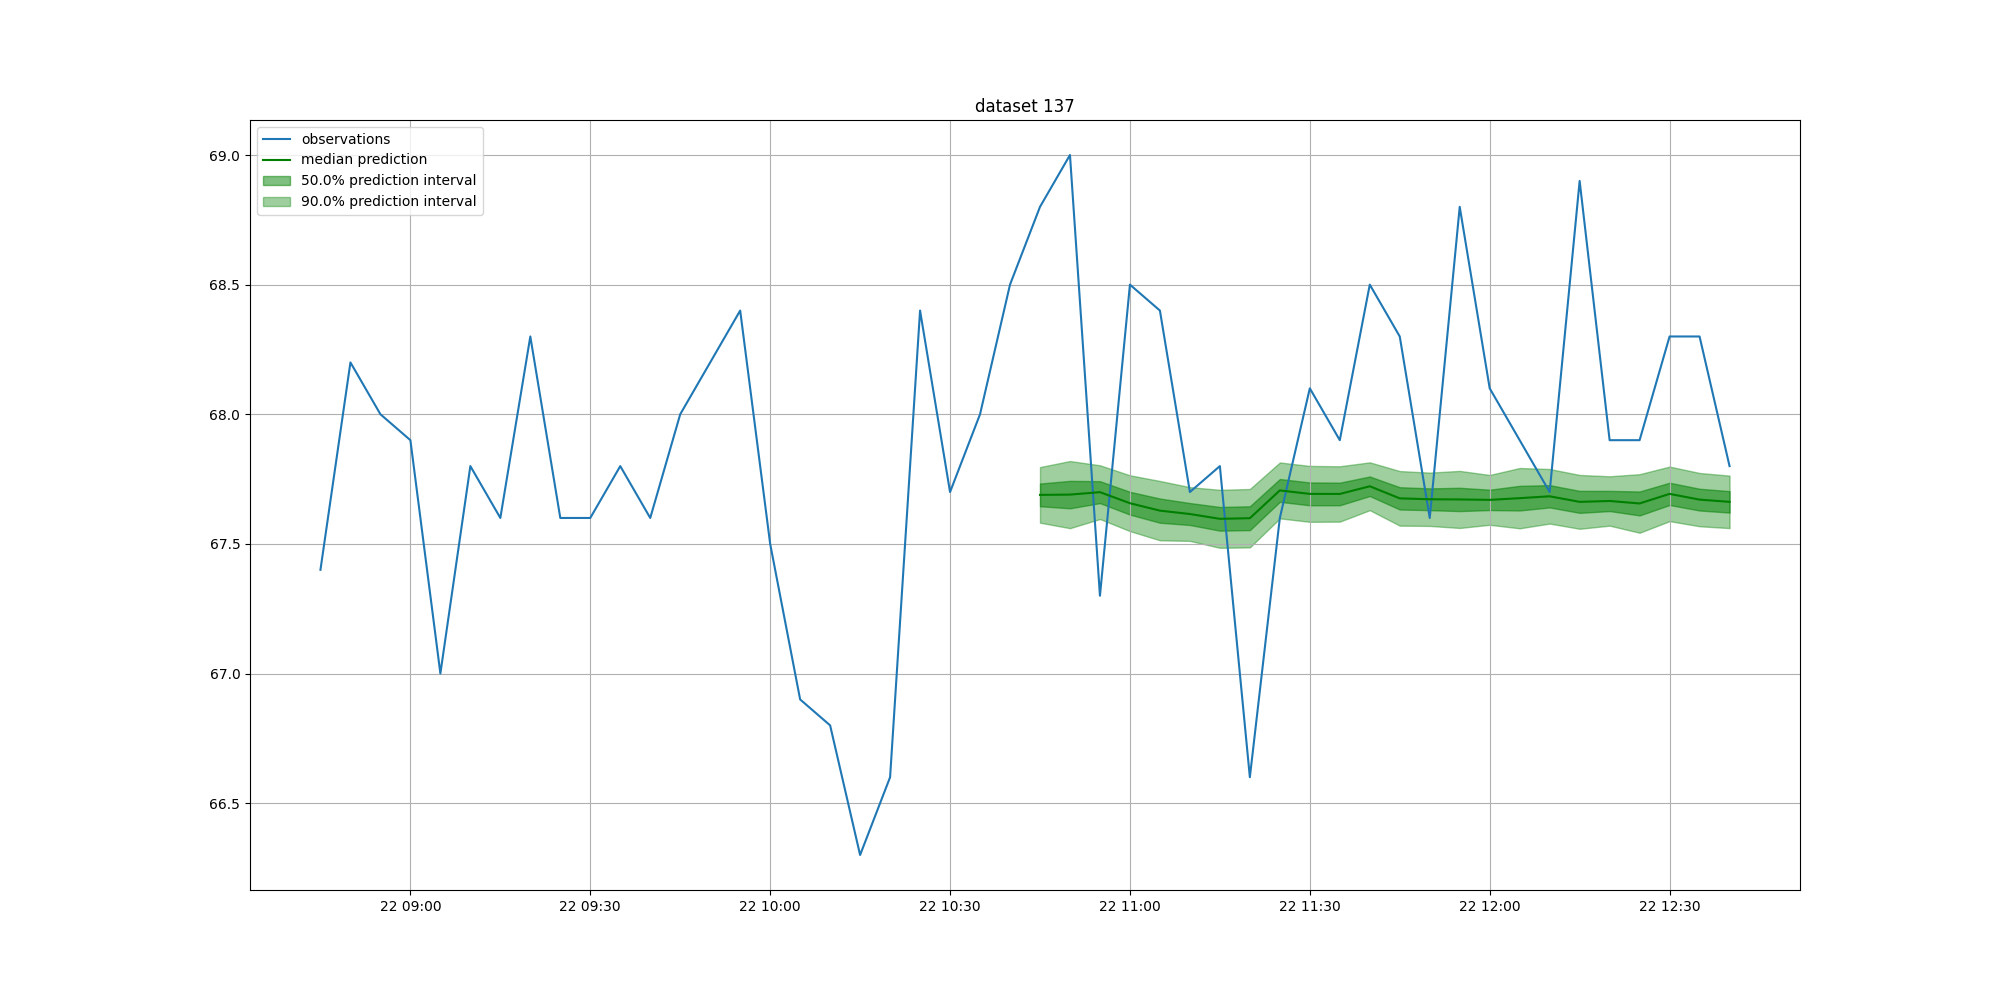 dataset 137
observations
median prediction
50.0% prediction interval
90.0% prediction interval
69.0
68.5
68.0
67.5
67.0
66.5
22 09:00
22 09:30
22 10:00
22 10:30
22 11:00
22 11:30
22 12:00
22 12:30